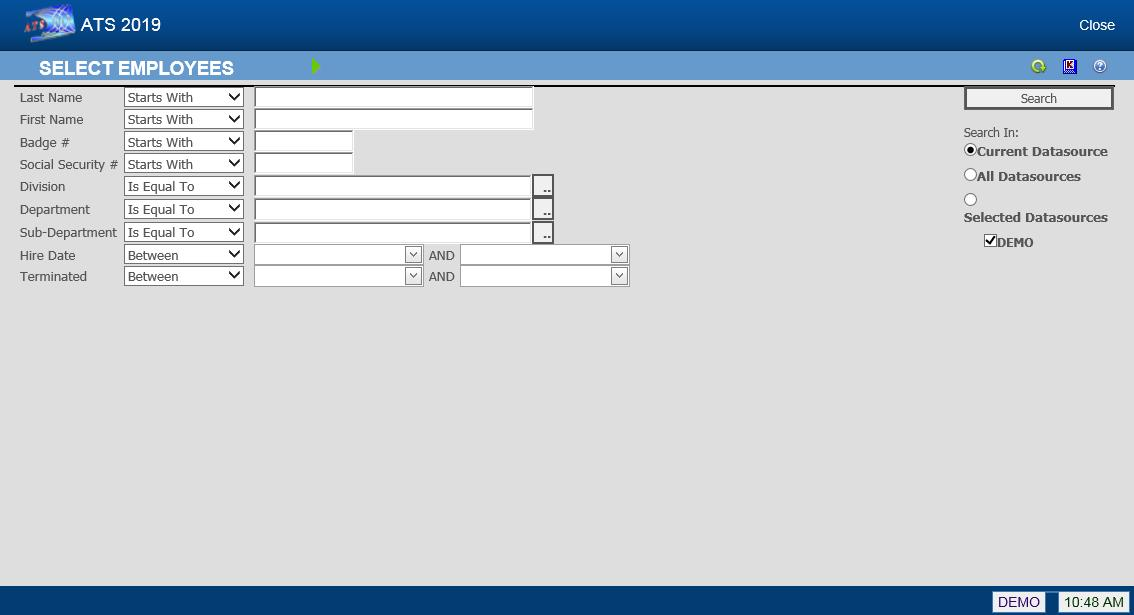 ATS ATS 2019 Close
SELECT EMPLOYEES K ?
Last Name Starts With Search
First Name Starts With
Badge # Starts With Search In:
Current Datasource
Social Security # Starts With
All Datasources
Division Is Equal To ..
Department Is Equal To ..
Selected Datasources
Sub-Department Is Equal To ..
DEMO
Hire Date Between AND
Terminated Between AND
DEMO 10:48 AM